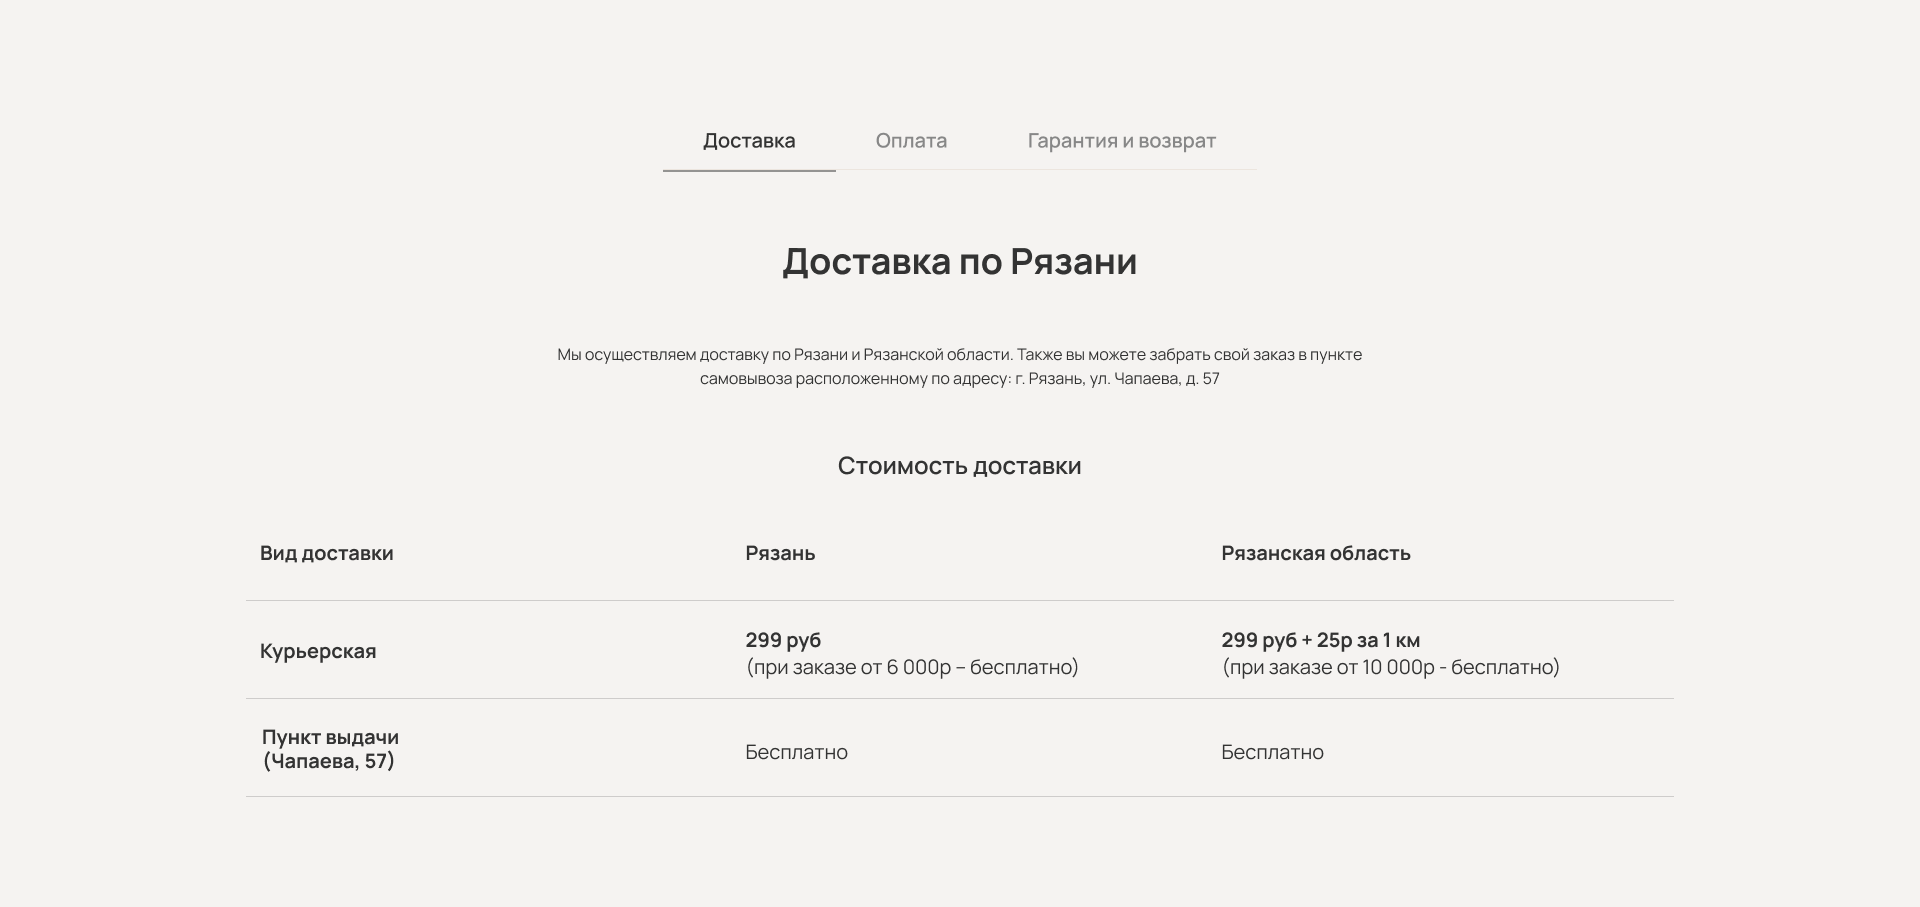 Доставка Оплата Гарантия и возврат
Доставка по Рязани
Мы осуществляем доставку по Рязани и Рязанской области. Также вы можете забрать свой заказ в пункте
самовывоза расположенному по адресу: г. Рязань, ул. Чапаева, д. 57
Стоимость доставки
Вид доставки Рязань Рязанская область
Курьерская
299 руб
(при заказе от 6 000р – бесплатно)
299 руб + 25р за 1 км
(при заказе от 10 000р - бесплатно)
Пункт выдачи
(Чапаева, 57)
Бесплатно
Бесплатно